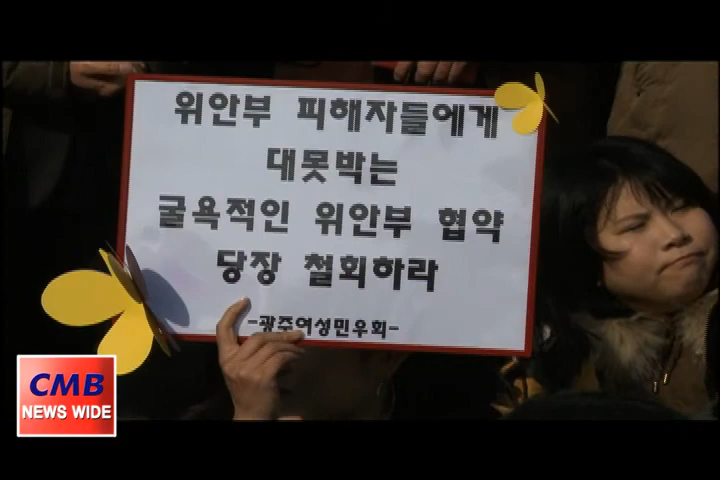 위안부 피해자들에게
대못박는
굴욕적인 위안부 협약
당장 철회하라
-광주여성민우회-
CMB
NEWS WIDE